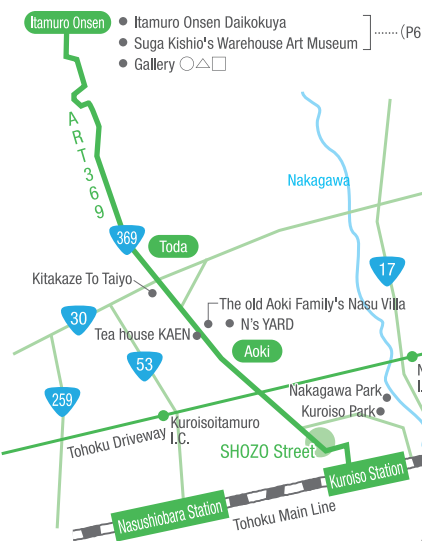 Itamuro Onsen
● Itamuro Onsen Daikokuya
● Suga Kishio's Warehouse Art Museum
(P6
● Gallery ○△□
ART369
Nakagawa
369
Toda
17
Kitakaze To Taiyo
The old Aoki Family's Nasu Villa
30
N's YARD
Tea house KAEN
Aoki
53
259
Nakagawa Park
Kuroiso Park
Kuroisoitamuro
I.C.
Tohoku Driveway
SHOZO Street
Kuroiso Station
Nasushiobara Station
Tohoku Main Line